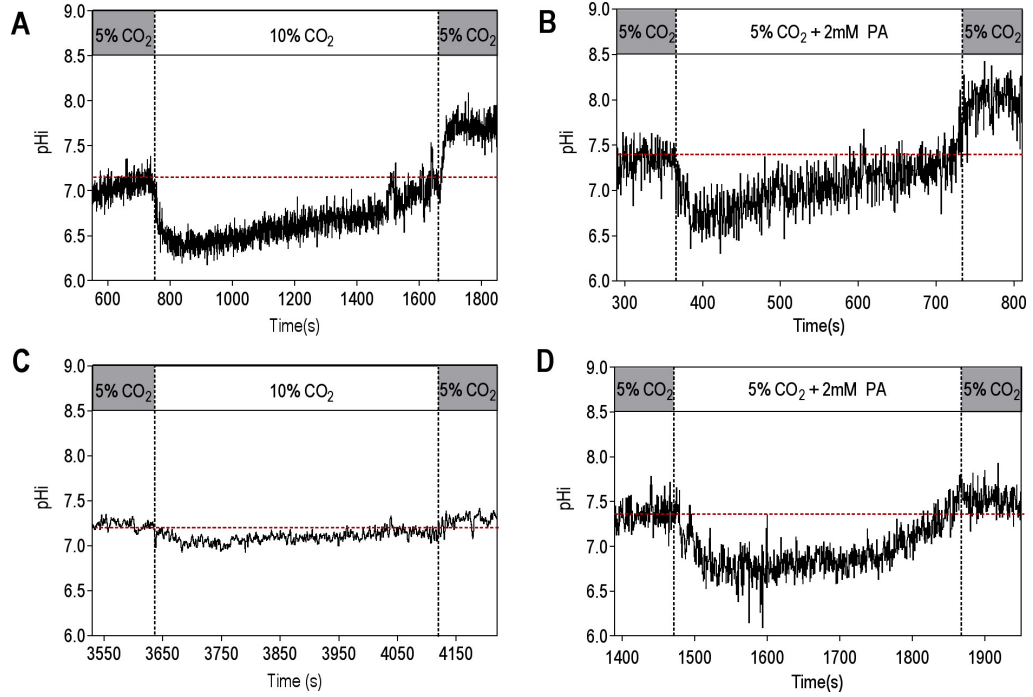 A
5% CO2
10% CO2
5% CO2
9.0
8.5
8.0
7.5
7.0
6.5
6.0
pHi
600 800 1000 1200 1400 1600 1800
Time(s)
B
5% CO2
5% CO2 + 2mM PA
5% CO2
9.0
8.5
8.0
7.5
7.0
6.5
6.0
pHi
300 400 500 600 700 800
Time(s)
C
5% CO2
10% CO2
5% CO2
9.0
8.5
8.0
7.5
7.0
6.5
6.0
pHi
3550 3650 3750 3850 3950 4050 4150
Time (s)
D
5% CO2
5% CO2 + 2mM PA
5% CO2
9.0
8.5
8.0
7.5
7.0
6.5
6.0
pHi
1400 1500 1600 1700 1800 1900
Time(s)